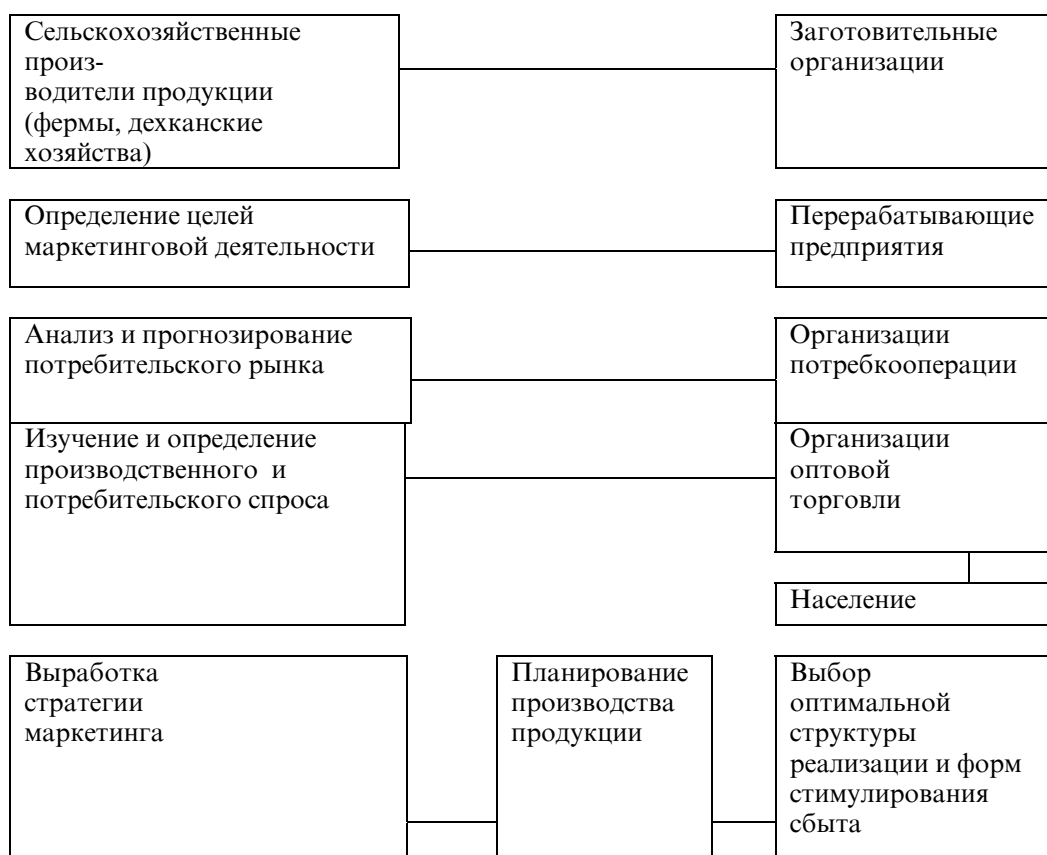 Сельскохозяйственные
произ-
водители продукции
(фермы, дехканские
хозяйства)
Заготовительные
организации
Определение целей
маркетинговой деятельности
Перерабатывающие
предприятия
Анализ и прогнозирование
потребительского рынка
Организации
потребкооперации
Изучение и определение
производственного и
потребительского спроса
Организации
оптовой
торговли
Население
Выработка
стратегии
маркетинга
Планирование
производства
продукции
Выбор
оптимальной
структуры
реализации и форм
стимулирования
сбыта